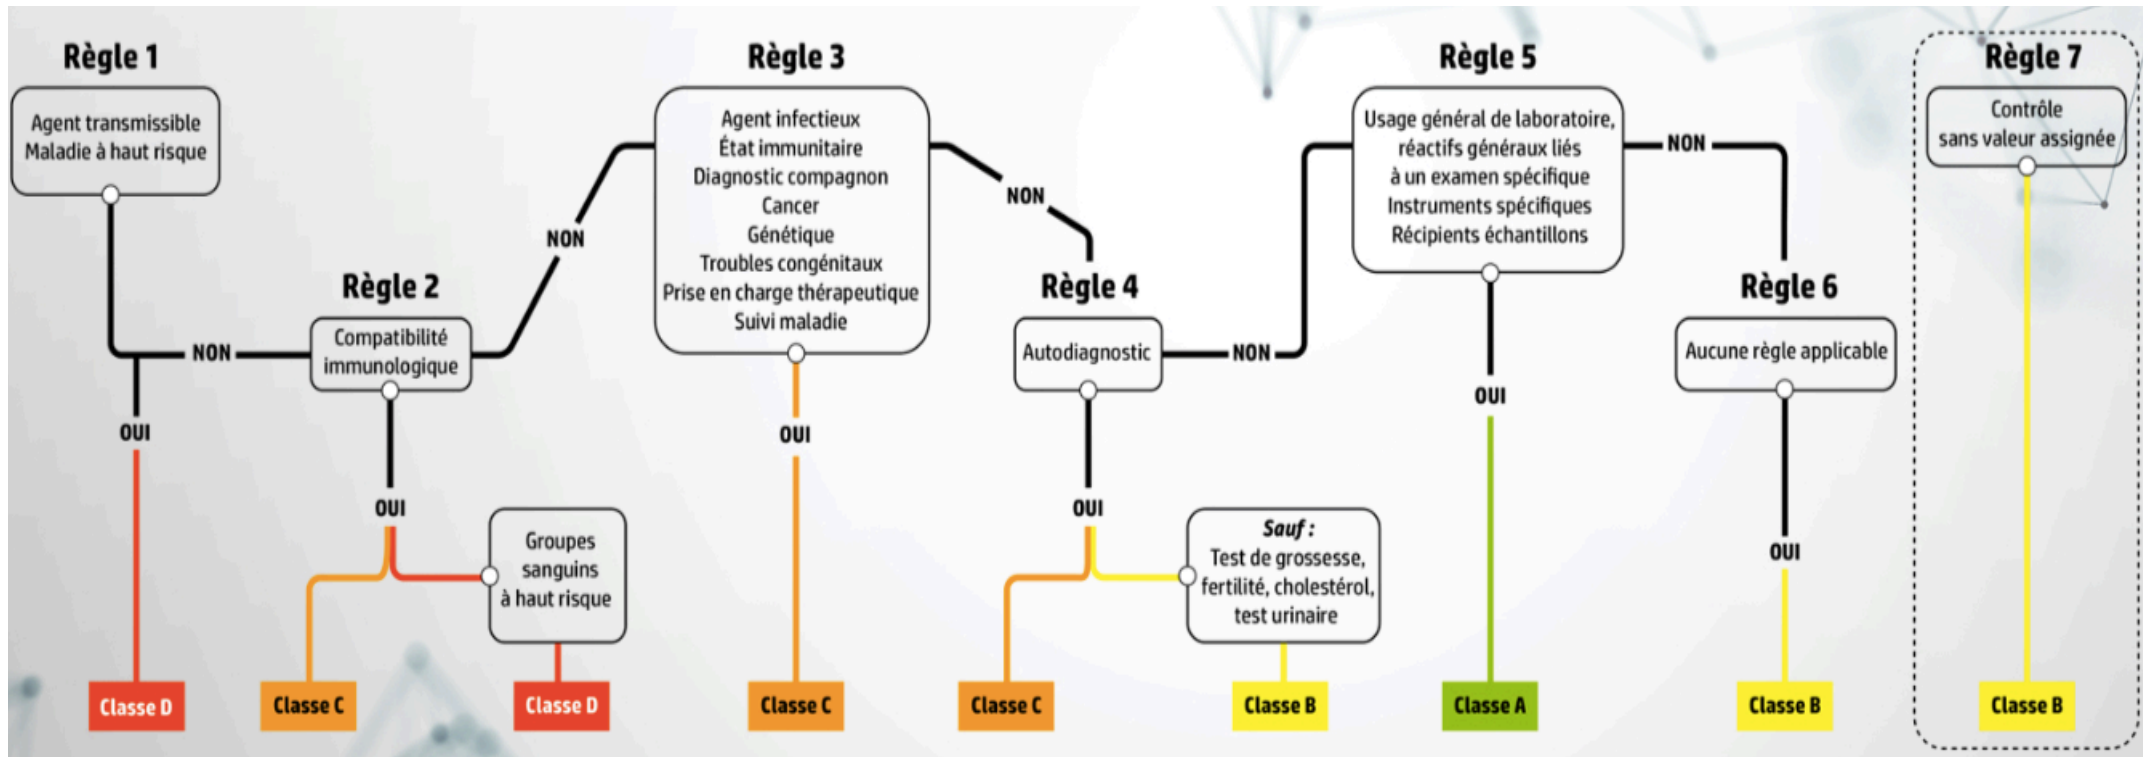 Règle 1
Agent transmissible
Maladie à haut risque
NON
OUI
Classe D
Règle 2
Compatibilité
immunologique
NON
OUI
Groupes
sanguins
à haut risque
Classe C
Classe D
Règle 3
Agent infectieux
État immunitaire
Diagnostic compagnon
Cancer
Génétique
Troubles congénitaux
Prise en charge thérapeutique
Suivi maladie
NON
OUI
Classe C
Règle 4
Autodiagnostic
NON
OUI
Sauf :
Test de grossesse,
fertilité, cholestérol,
test urinaire
Classe C
Classe B
Règle 5
Usage général de laboratoire,
réactifs généraux liés
à un examen spécifique
Instruments spécifiques
Récipients échantillons
NON
OUI
Classe A
Règle 6
Aucune règle applicable
OUI
Classe B
Règle 7
Contrôle
sans valeur assignée
Classe B